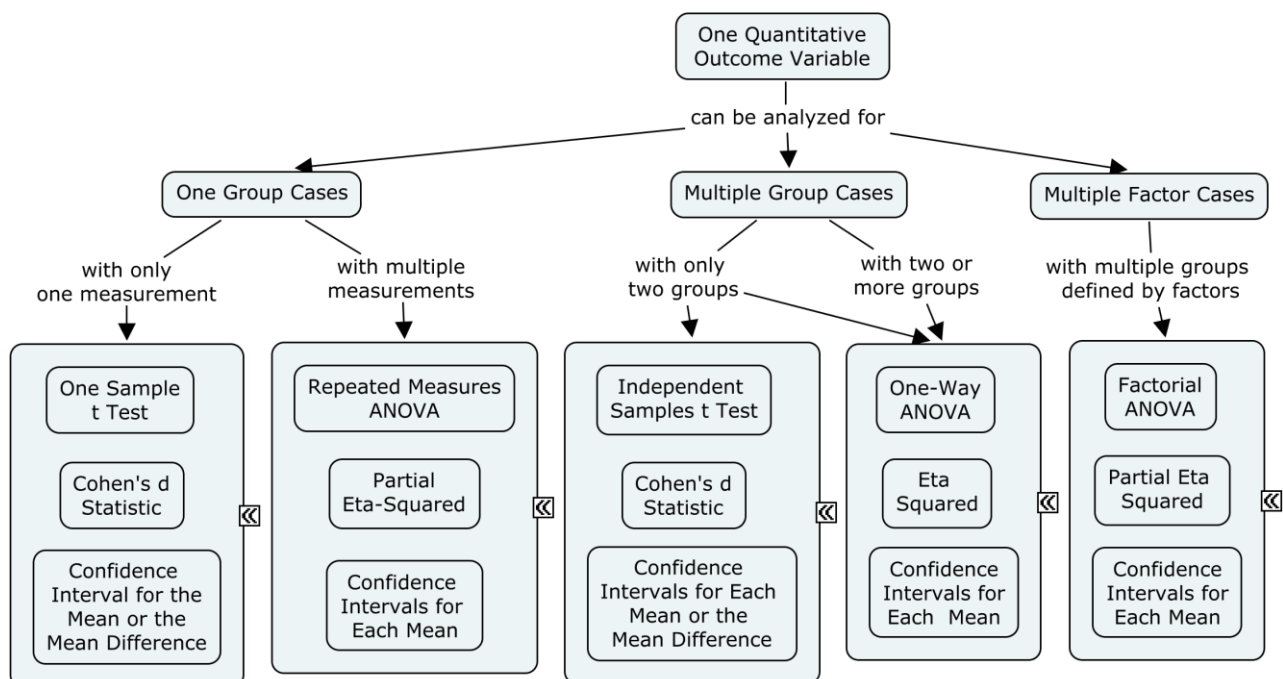 One Quantitative
Outcome Variable
can be analyzed for
One Group Cases
Multiple Group Cases
Multiple Factor Cases
with only
one measurement
with multiple
measurements
with only
two groups
with two or
more groups
with multiple groups
defined by factors
One Sample
t Test
Cohen's d
Statistic
Confidence
Interval for the
Mean or the
Mean Difference
Repeated Measures
ANOVA
Partial
Eta-Squared
Confidence
Intervals for
Each Mean
Independent
Samples t Test
Cohen's d
Statistic
Confidence
Intervals for Each
Mean or the
Mean Difference
One-Way
ANOVA
Eta
Squared
Confidence
Intervals for
Each Mean
Factorial
ANOVA
Partial Eta
Squared
Confidence
Intervals for
Each Mean